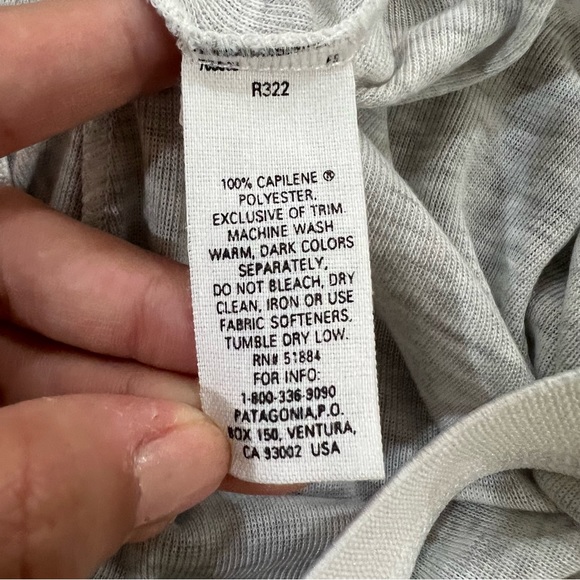 R322
100% CAPILENE ®
POLYESTER.
EXCLUSIVE OF TRIM.
MACHINE WASH
WARM, DARK COLORS
SEPARATELY.
DO NOT BLEACH, DRY
CLEAN, IRON OR USE
FABRIC SOFTENERS.
TUMBLE DRY LOW.
RN# 51884
FOR INFO:
1-800-336-9090
PATAGONIA,P.O.
BOX 150, VENTURA,
CA 93002 USA